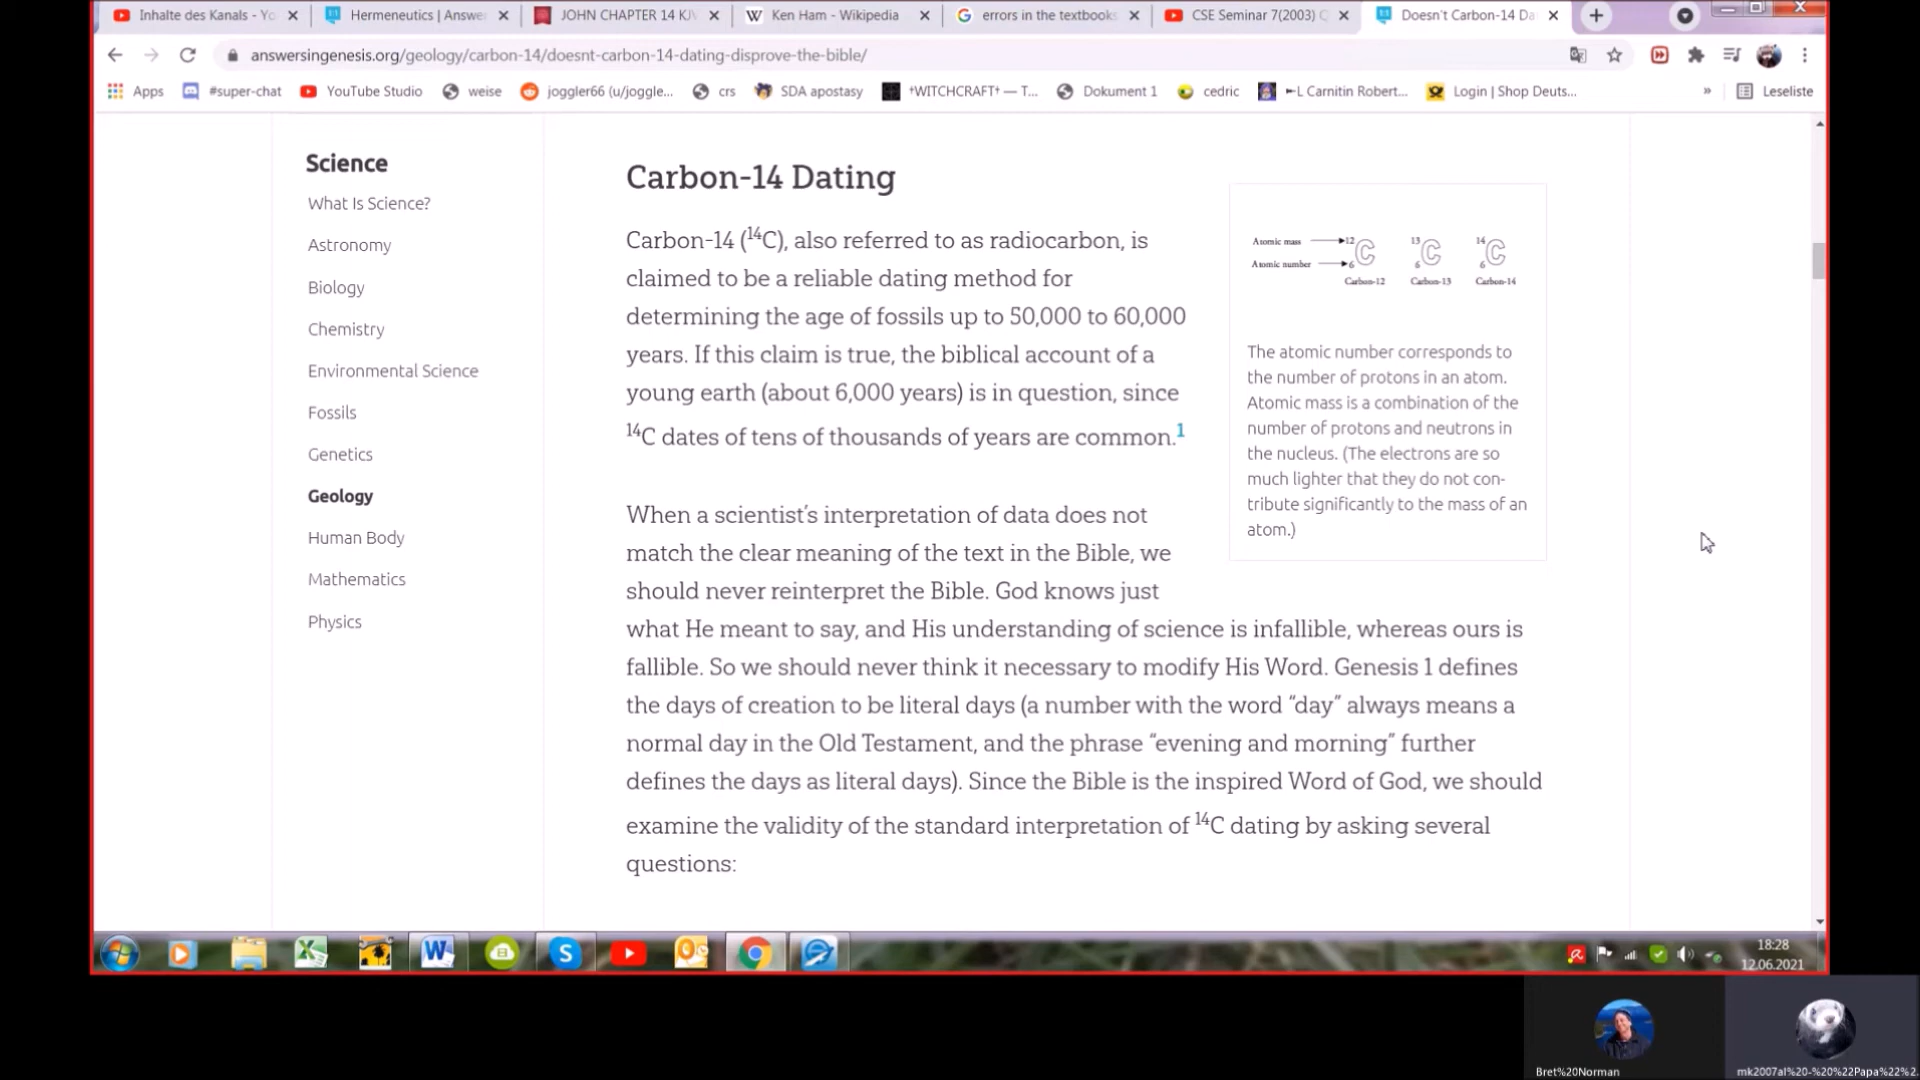 Inhalte des Kanals - Yo
Hermeneutics | Answe
JOHN CHAPTER 14 KJV
Ken Ham - Wikipedia
errors in the textbooks
CSE Seminar 7(2003) Q
Doesn't Carbon-14 Da
answersingenesis.org/geology/carbon-14/doesnt-carbon-14-dating-disprove-the-bible/
Apps
#super-chat
YouTube Studio
weise
joggler66 (u/joggle...
crs
SDA apostasy
†WITCHCRAFT† — T...
Dokument 1
cedric
L Carnitin Robert...
Login | Shop Deuts...
»
Leseliste
Science
What Is Science?
Astronomy
Biology
Chemistry
Environmental Science
Fossils
Genetics
Geology
Human Body
Mathematics
Physics
Carbon-14 Dating
Carbon-14 (14C), also referred to as radiocarbon, is
claimed to be a reliable dating method for
determining the age of fossils up to 50,000 to 60,000
years. If this claim is true, the biblical account of a
young earth (about 6,000 years) is in question, since
14C dates of tens of thousands of years are common.1
Atomic mass 12 C 13 C 14 C
Atomic number 6 6 6
Carbon-12 Carbon-13 Carbon-14
The atomic number corresponds to
the number of protons in an atom.
Atomic mass is a combination of the
number of protons and neutrons in
the nucleus. (The electrons are so
much lighter that they do not con-
tribute significantly to the mass of an
atom.)
When a scientist's interpretation of data does not
match the clear meaning of the text in the Bible, we
should never reinterpret the Bible. God knows just
what He meant to say, and His understanding of science is infallible, whereas ours is
fallible. So we should never think it necessary to modify His Word. Genesis 1 defines
the days of creation to be literal days (a number with the word “day” always means a
normal day in the Old Testament, and the phrase “evening and morning” further
defines the days as literal days). Since the Bible is the inspired Word of God, we should
examine the validity of the standard interpretation of 14C dating by asking several
questions:
18:28
12.06.2021
Bret%20Norman
mk2007al%20-%20%22Papa%22%2.